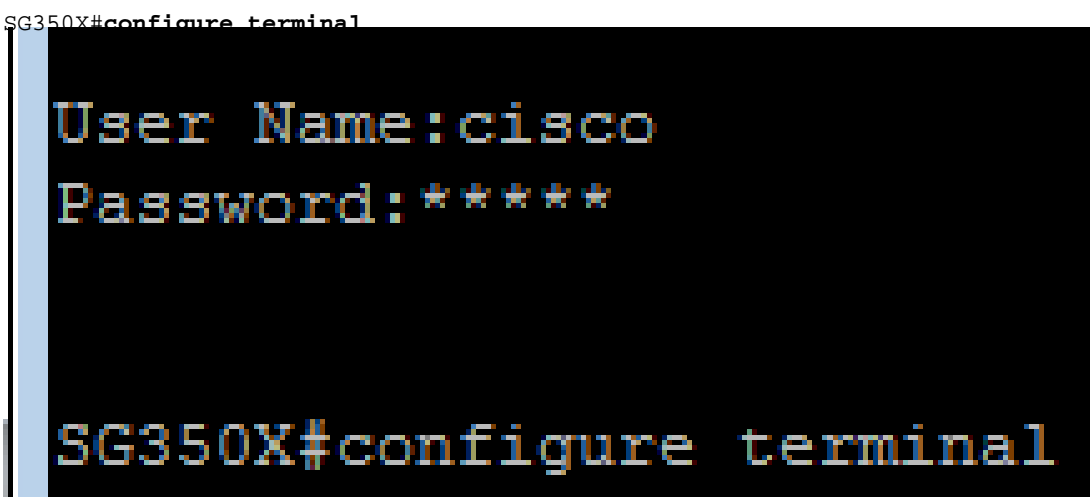 SG350X#configure terminal
User Name:cisco
Password:*****
SG350X#configure terminal